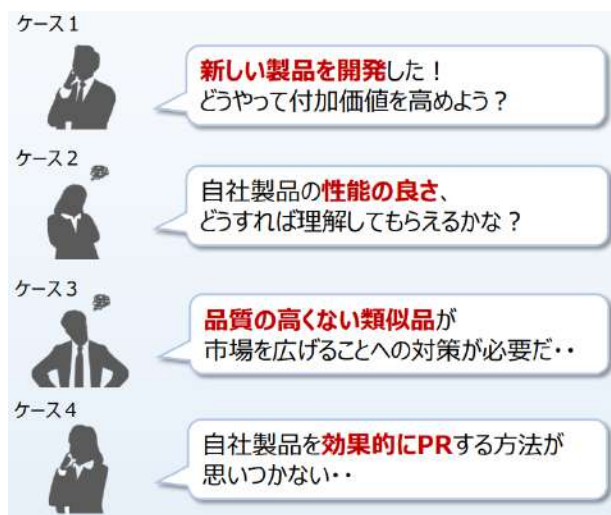 ケース1
新しい製品を開発した！
どうやって付加価値を高めよう？
ケース2
自社製品の性能の良さ、
どうすれば理解してもらえるかな？
ケース3
品質の高くない類似品が
市場を広げることへの対策が必要だ・・
ケース4
自社製品を効果的にPRする方法が
思いつかない・・